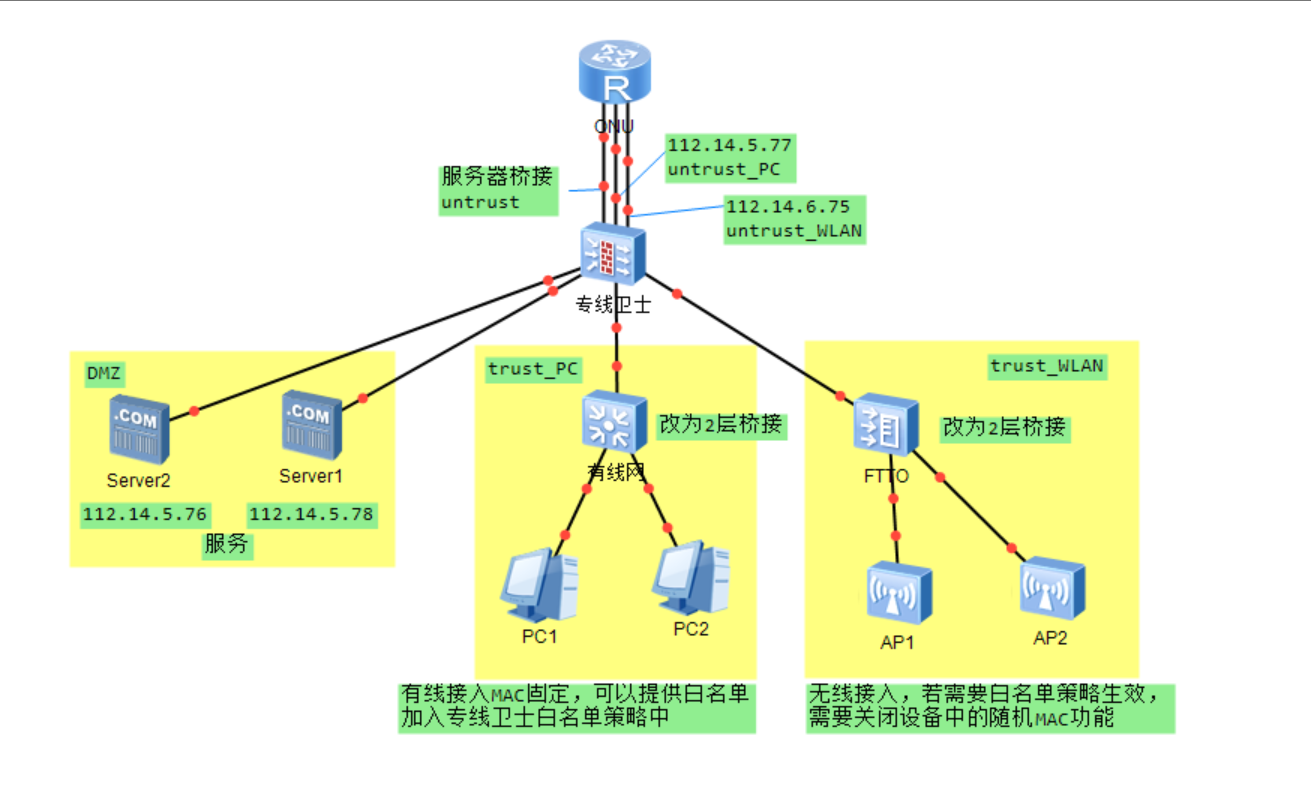 R
ONU
112.14.5.77
untrust_PC
服务器桥接
untrust
112.14.6.75
untrust_WLAN
专线卫士
DMZ
trust_PC
trust_WLAN
.COM
.COM
改为2层桥接
改为2层桥接
Server2
Server1
有线网
FTTO
112.14.5.76
112.14.5.78
服务
PC1
PC2
AP1
AP2
有线接入MAC固定，可以提供白名单
加入专线卫士白名单策略中
无线接入，若需要白名单策略生效，
需要关闭设备中的随机MAC功能